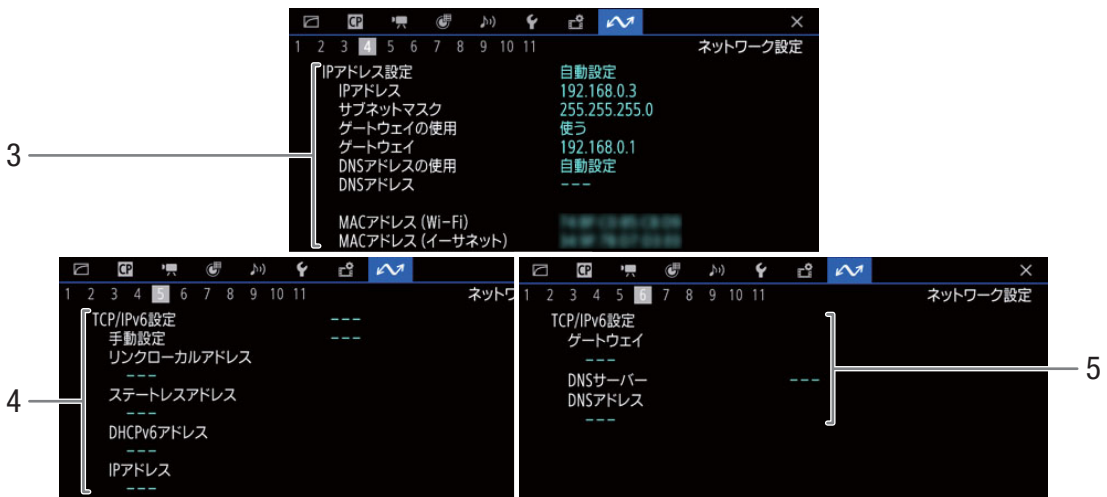 CP
1 2 3 4 5 6 7 8 9 10 11 ネットワーク設定
IPアドレス設定 自動設定
IPアドレス 192.168.0.3
サブネットマスク 255.255.255.0
ゲートウェイの使用 使う
ゲートウェイ 192.168.0.1
DNSアドレスの使用 自動設定
DNSアドレス ---
MACアドレス (Wi-Fi)
MACアドレス (イーサネット)
3
CP
1 2 3 4 5 6 7 8 9 10 11 ネットワ
TCP/IPv6設定 ---
手動設定 ---
リンクローカルアドレス
---
ステートレスアドレス
---
DHCPv6アドレス
---
IPアドレス
---
4
CP
1 2 3 4 5 6 7 8 9 10 11 ネットワーク設定
TCP/IPv6設定
ゲートウェイ
---
DNSサーバー ---
DNSアドレス
---
5